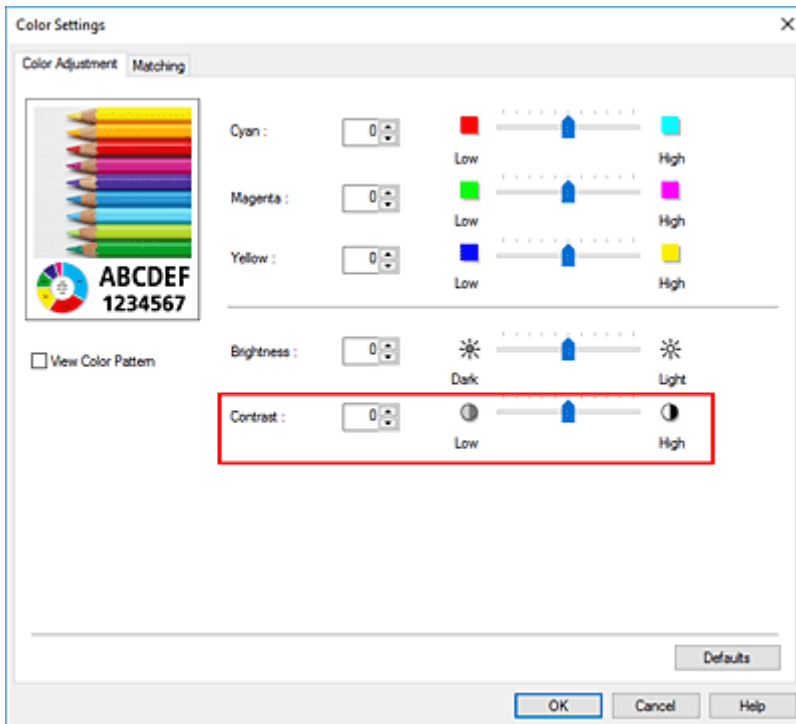 Color Settings
Color Adjustment Matching
Cyan : 0
Low High
Magenta : 0
Low High
Yellow : 0
Low High
ABCDEF
1234567
View Color Pattern
Brightness : 0
Dark Light
Contrast : 0
Low High
Defaults
OK Cancel Help